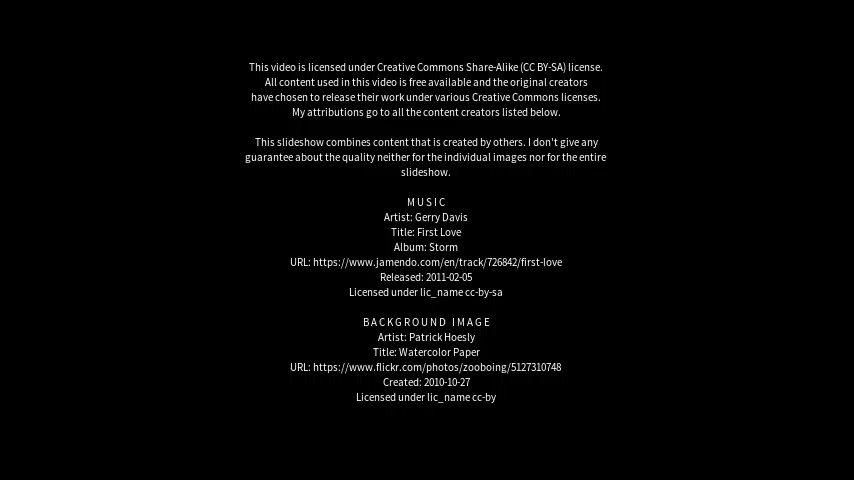 This video is licensed under Creative Commons Share-Alike (CC BY-SA) license.
All content used in this video is free available and the original creators
have chosen to release their work under various Creative Commons licenses.
My attributions go to all the content creators listed below.
This slideshow combines content that is created by others. I don't give any
guarantee about the quality neither for the individual images nor for the entire
slideshow.
MUSIC
Artist: Gerry Davis
Title: First Love
Album: Storm
URL: https://www.jamendo.com/en/track/726842/first-love
Released: 2011-02-05
Licensed under lic_name cc-by-sa
BACKGROUND IMAGE
Artist: Patrick Hoesly
Title: Watercolor Paper
URL: https://www.flickr.com/photos/zooboing/5127310748
Created: 2010-10-27
Licensed under lic_name cc-by